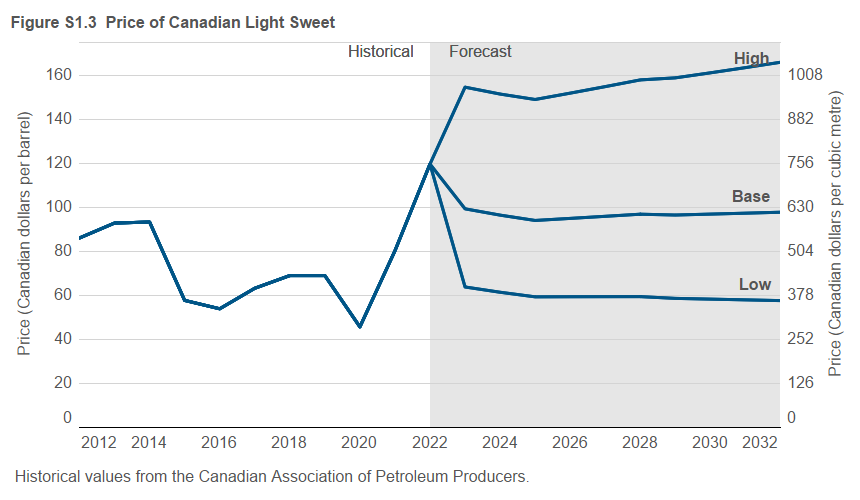 Figure S1.3 Price of Canadian Light Sweet
Historical
Forecast
High
Base
Low
Price (Canadian dollars per barrel)
160
140
120
100
80
60
40
20
0
1008
882
756
630
504
378
252
126
0
Price (Canadian dollars per cubic metre)
2012 2014 2016 2018 2020 2022 2024 2026 2028 2030 2032
Historical values from the Canadian Association of Petroleum Producers.